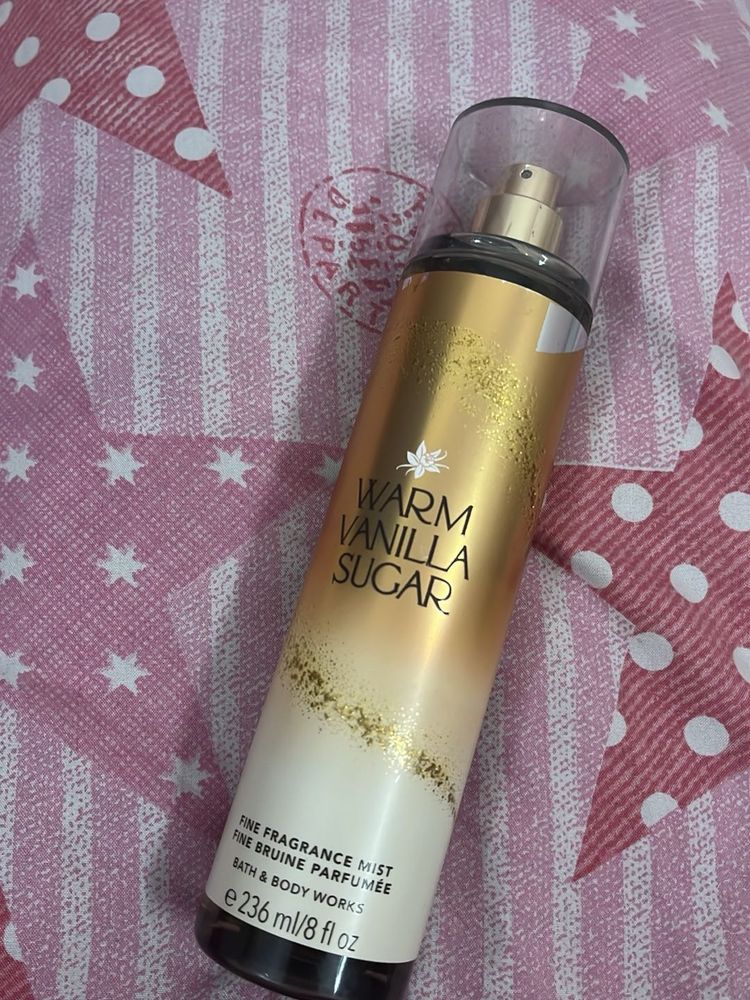 WARM
VANILLA
SUGAR
FINE FRAGRANCE MIST
FINE BRUINE PARFUMÉE
BATH & BODY WORKS
e 236 ml/8 fl oz